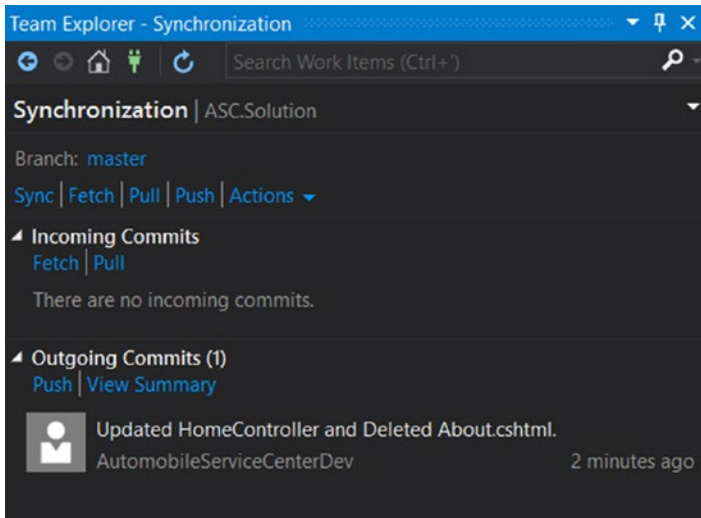 Team Explorer - Synchronization
Search Work Items (Ctrl+')
Synchronization | ASC.Solution
Branch: master
Sync | Fetch | Pull | Push | Actions
Incoming Commits
Fetch | Pull
There are no incoming commits.
Outgoing Commits (1)
Push | View Summary
Updated HomeController and Deleted About.cshtml.
AutomobileServiceCenterDev 2 minutes ago